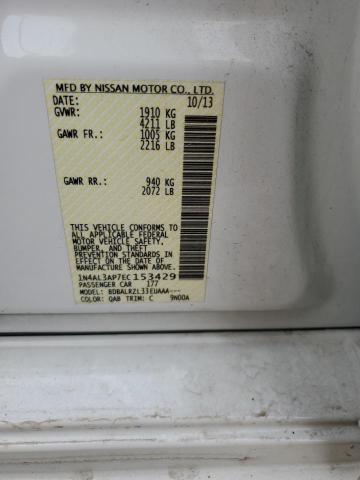 MFD BY NISSAN MOTOR CO., LTD.
DATE: 10/13
GVWR: 1910 KG
4211 LB
GAWR FR: 1005 KG
2216 LB
GAWR RR: 940 KG
2072 LB
THIS VEHICLE CONFORMS TO
ALL APPLICABLE FEDERAL
MOTOR VEHICLE SAFETY,
BUMPER, AND THEFT
PREVENTION STANDARDS IN
EFFECT ON THE DATE OF
MANUFACTURE SHOWN ABOVE.
1N4AL3AP7EC153429
PASSENGER CAR 177
MODEL: BDBALRZL33EUAAA---
COLOR: QAB TRIM: C 9N00A